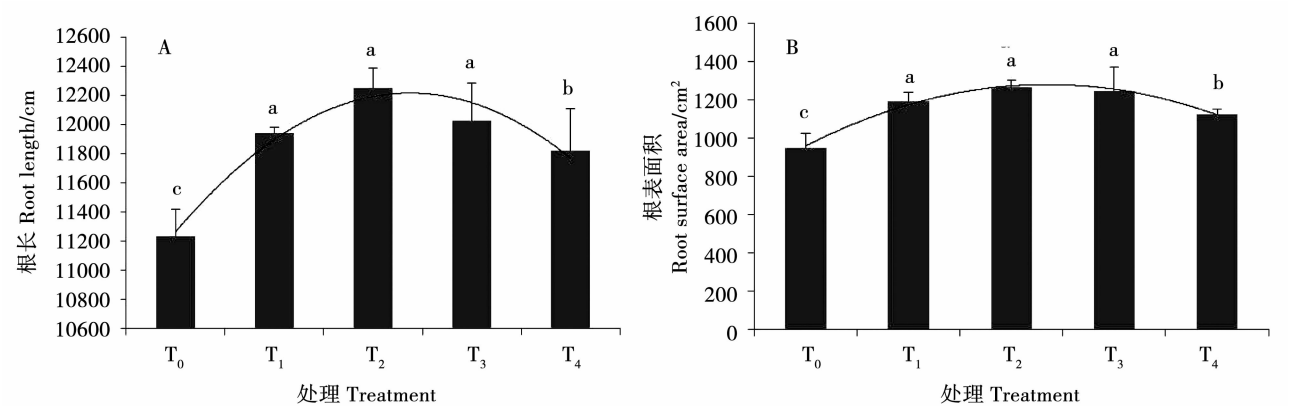 A
根长 Root length/cm
12600
12400
12200
12000
11800
11600
11400
11200
11000
10800
10600
c
a
a
a
b
T0 T1 T2 T3 T4
处理 Treatment
B
根表面积
Root surface area/cm²
1600
1400
1200
1000
800
600
400
200
0
c
a
a
a
b
T0 T1 T2 T3 T4
处理 Treatment